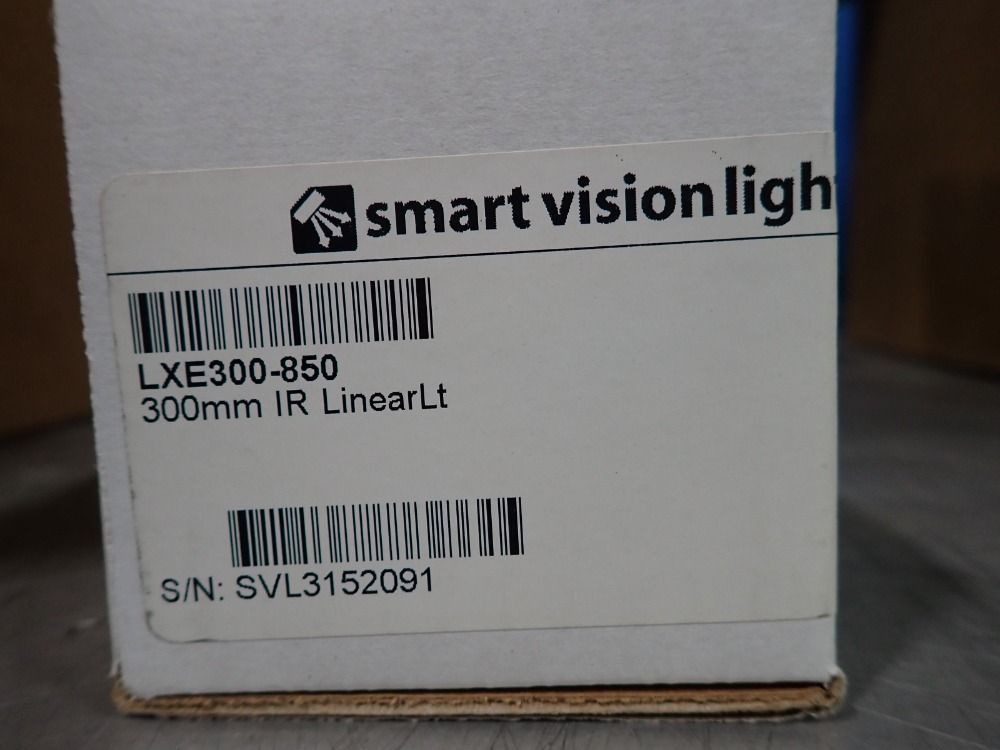 smart vision ligh
LXE300-850
300mm IR LinearLt
S/N: SVL3152091